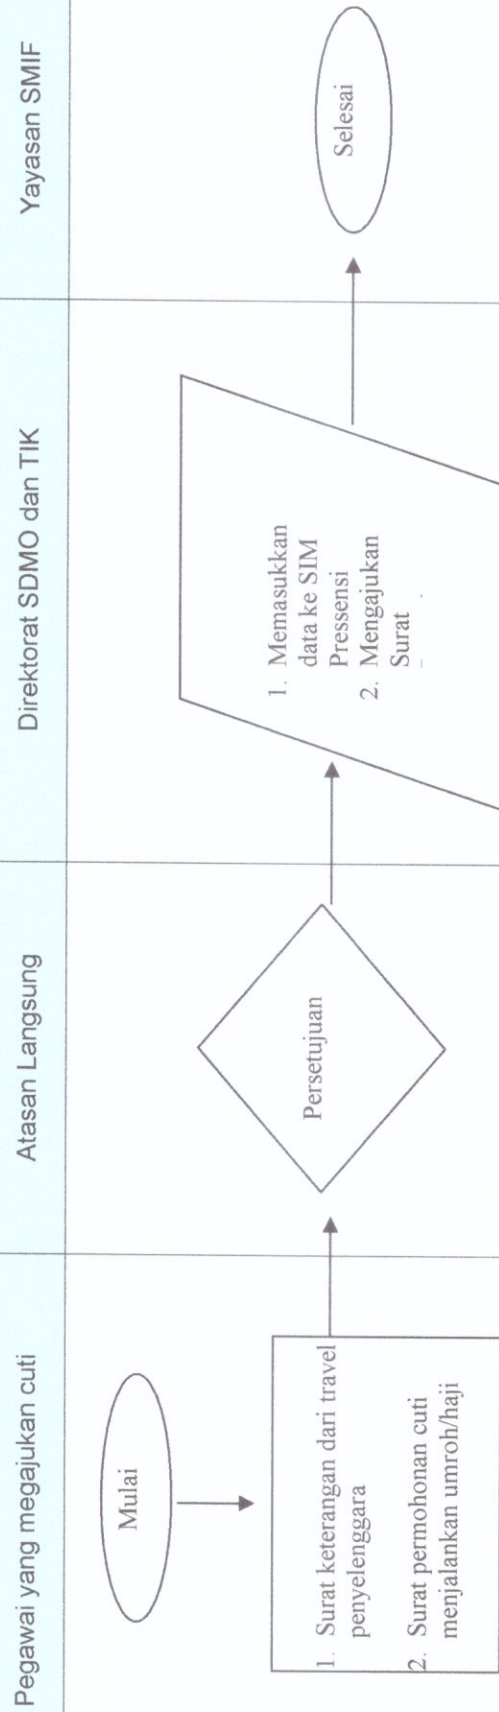 Pegawai yang megajukan cuti
Atasan Langsung
Direktorat SDMO dan TIK
Yayasan SMIF
Mulai
1. Surat keterangan dari travel
penyelenggara
2. Surat permohonan cuti
menjalankan umroh/haji
Persetujuan
1. Memasukkan
data ke SIM
Pressensi
2. Mengajukan
Surat
Selesai